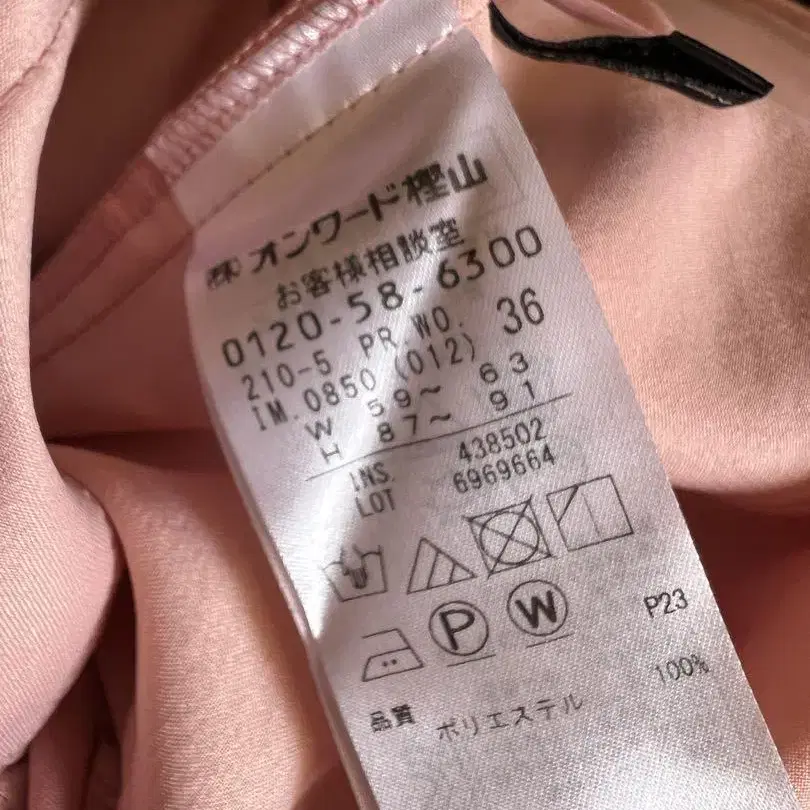 ㈱オンワード樫山
お客様相談室
0120-58-6300
210-5 PR.WO. 36
IM.0850 (012)
W 59～ 63
H 87～ 91
INS. 438502
LOT 6969664
P W
P23
品質 ポリエステル 100%